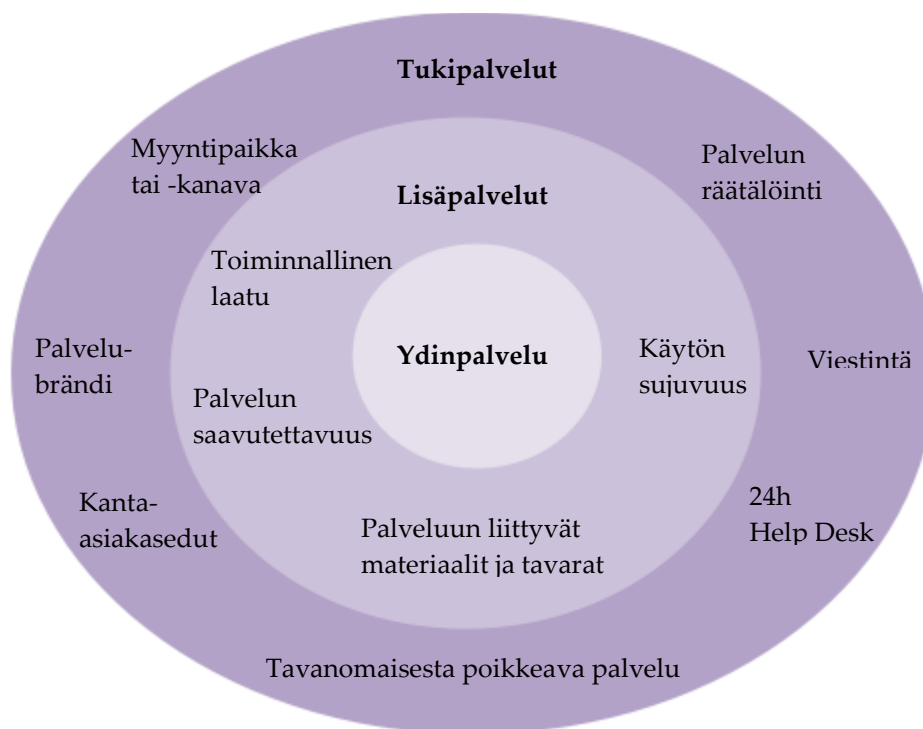 Tukipalvelut
Myyntipaikka
tai -kanava
Palvelun
räätälöinti
Lisäpalvelut
Toiminnallinen
laatu
Palvelu-
brändi
Ydinpalvelu
Käytön
sujuvuus
Viestintä
Palvelun
saavutettavuus
Kanta-
asiakasedut
24h
Help Desk
Palveluun liittyvät
materiaalit ja tavarat
Tavanomaisesta poikkeava palvelu